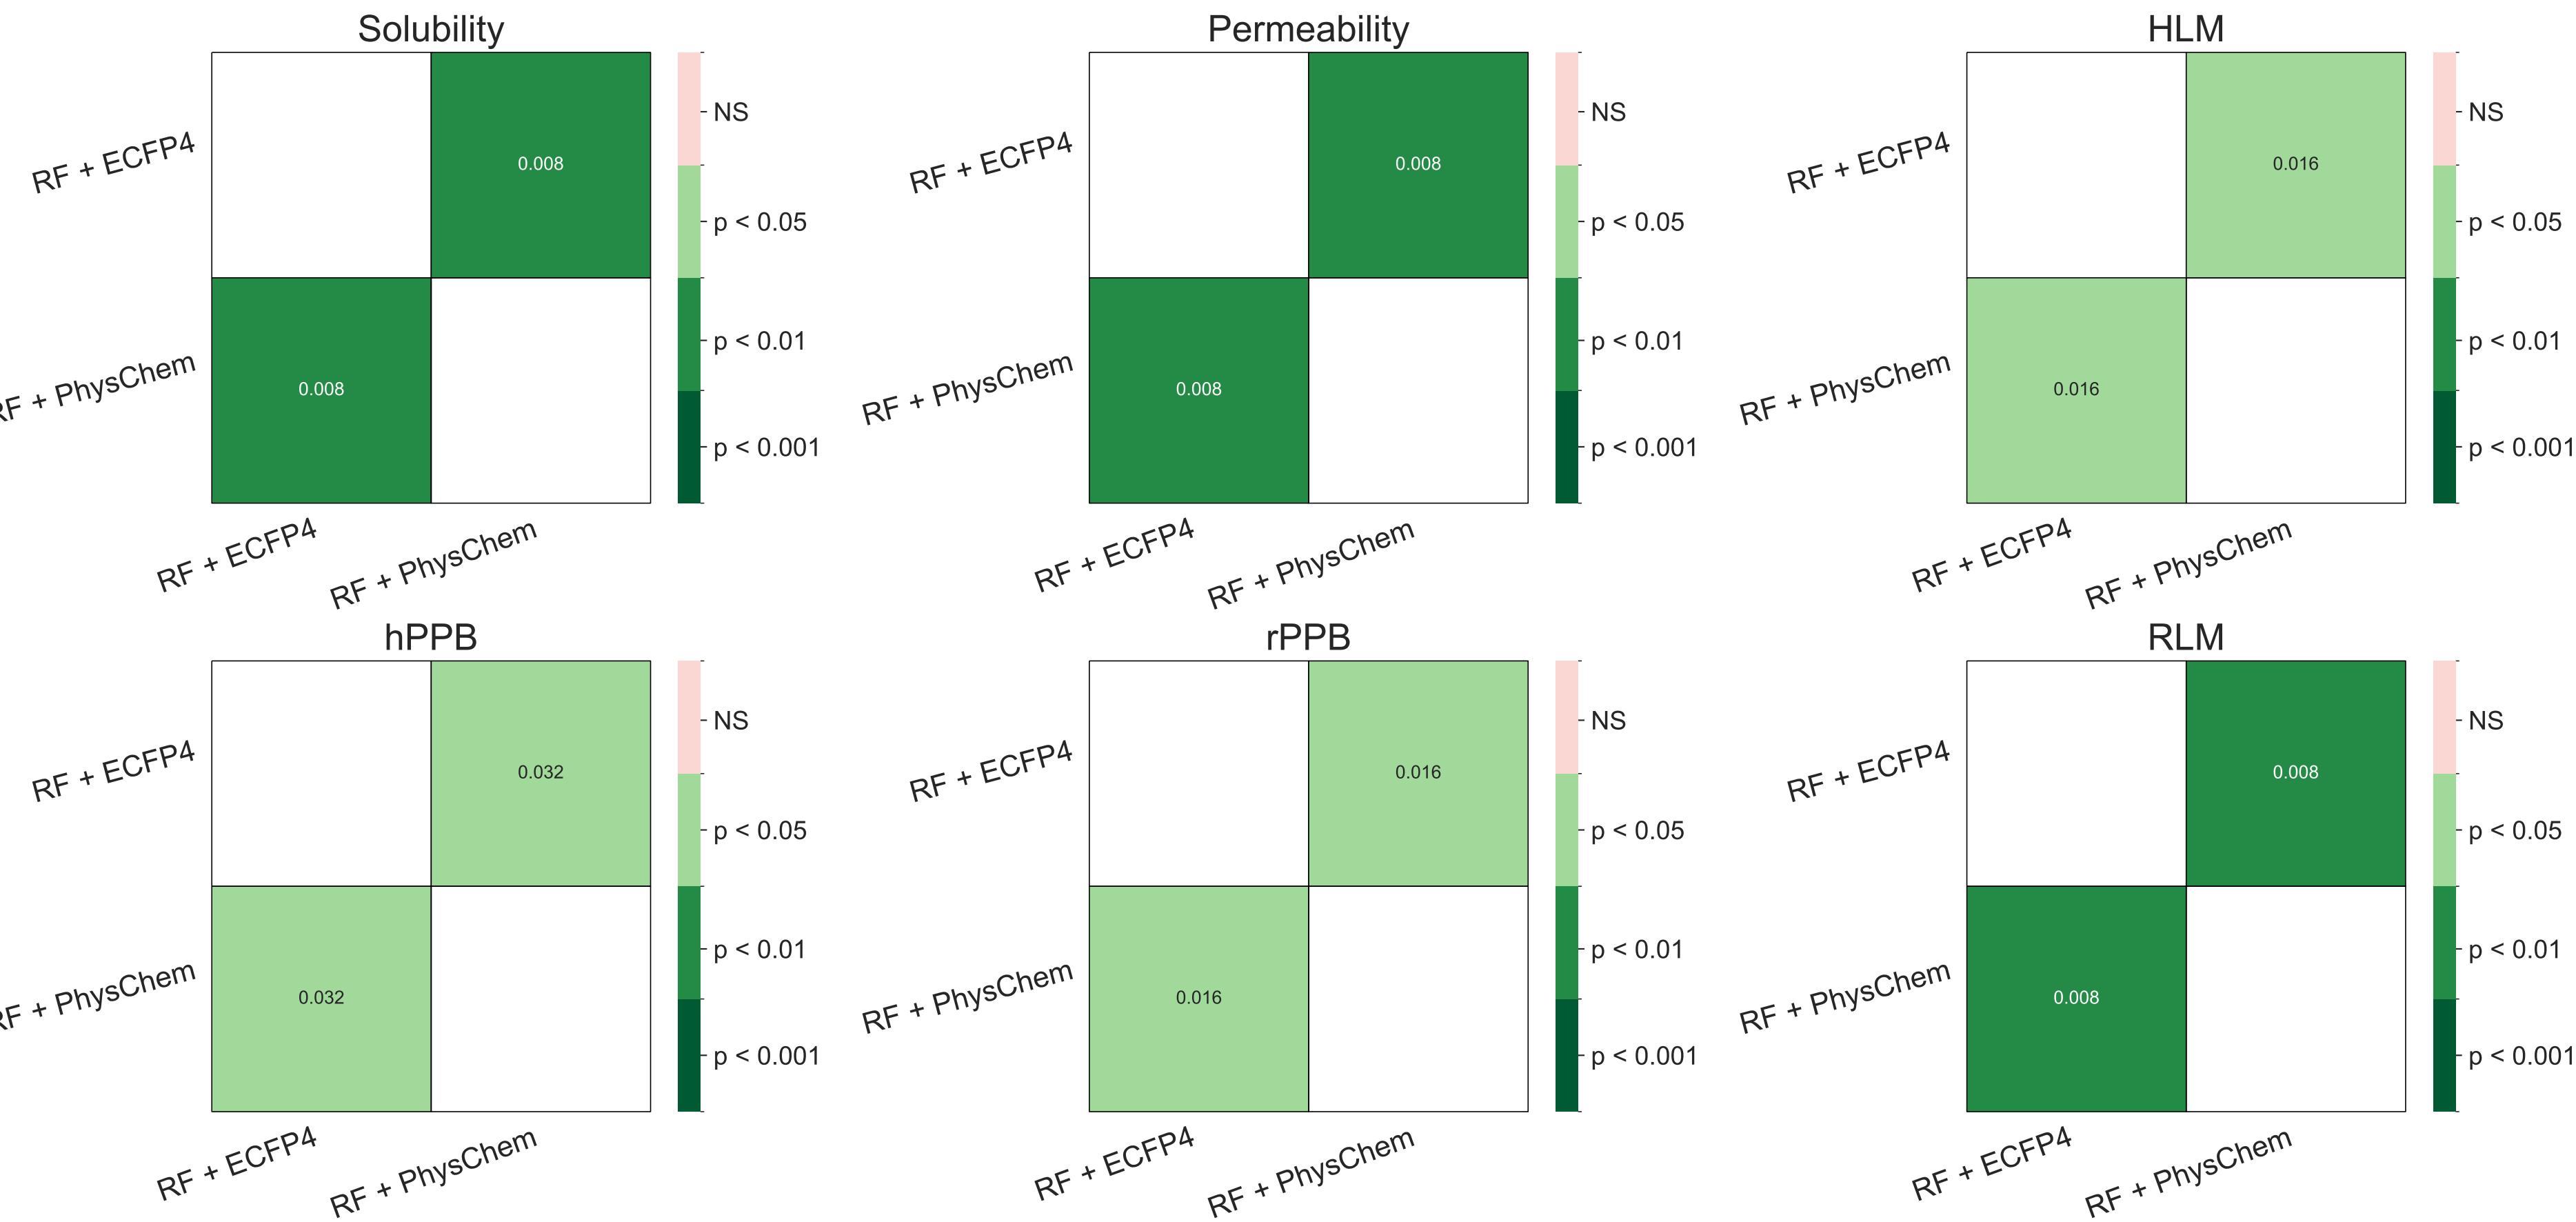 Solubility
RF + ECFP4
RF + PhysChem
0.008
0.008
RF + ECFP4
RF + PhysChem
NS
p < 0.05
p < 0.01
p < 0.001
Permeability
RF + ECFP4
RF + PhysChem
0.008
0.008
RF + ECFP4
RF + PhysChem
NS
p < 0.05
p < 0.01
p < 0.001
HLM
RF + ECFP4
RF + PhysChem
0.016
0.016
RF + ECFP4
RF + PhysChem
NS
p < 0.05
p < 0.01
p < 0.001
hPPB
RF + ECFP4
RF + PhysChem
0.032
0.032
RF + ECFP4
RF + PhysChem
NS
p < 0.05
p < 0.01
p < 0.001
rPPB
RF + ECFP4
RF + PhysChem
0.016
0.016
RF + ECFP4
RF + PhysChem
NS
p < 0.05
p < 0.01
p < 0.001
RLM
RF + ECFP4
RF + PhysChem
0.008
0.008
RF + ECFP4
RF + PhysChem
NS
p < 0.05
p < 0.01
p < 0.001